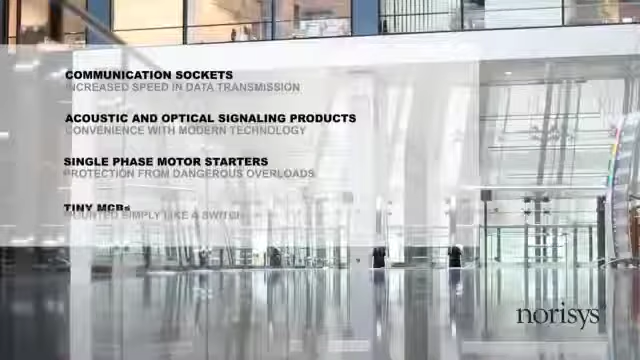 COMMUNICATION SOCKETS
INCREASED SPEED IN DATA TRANSMISSION
ACOUSTIC AND OPTICAL SIGNALING PRODUCTS
CONVENIENCE WITH MODERN TECHNOLOGY
SINGLE PHASE MOTOR STARTERS
PROTECTION FROM DANGEROUS OVERLOADS
TINY MCBs
MOUNTED SIMPLY LIKE A SWITCH
norisys